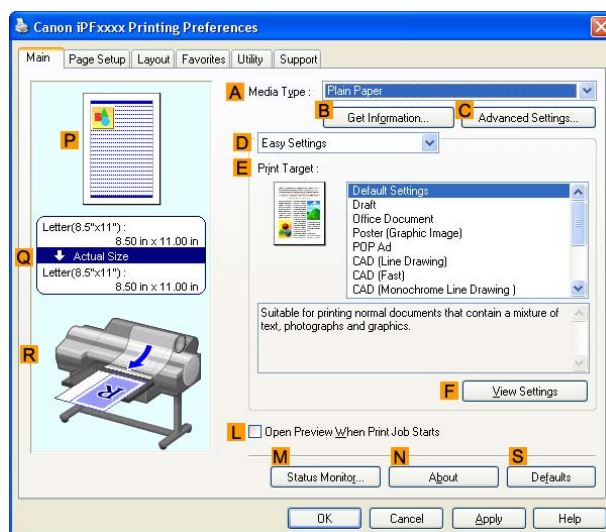 Canon iPFxxxx Printing Preferences
Main Page Setup Layout Favorites Utility Support
A Media Type : Plain Paper
B C
Get Information... Advanced Settings...
D Easy Settings
E Print Target :
P
Default Settings
Draft
Office Document
Poster (Graphic Image)
POP Ad
CAD (Line Drawing)
CAD (Fast)
CAD (Monochrome Line Drawing )
Letter(8.5"x11") :
8.50 in x 11.00 in
Q Actual Size
Letter(8.5"x11") :
8.50 in x 11.00 in
Suitable for printing normal documents that contain a mixture of
text, photographs and graphics.
R
R
F View Settings
L Open Preview When Print Job Starts
M N S
Status Monitor... About Defaults
OK Cancel Apply Help